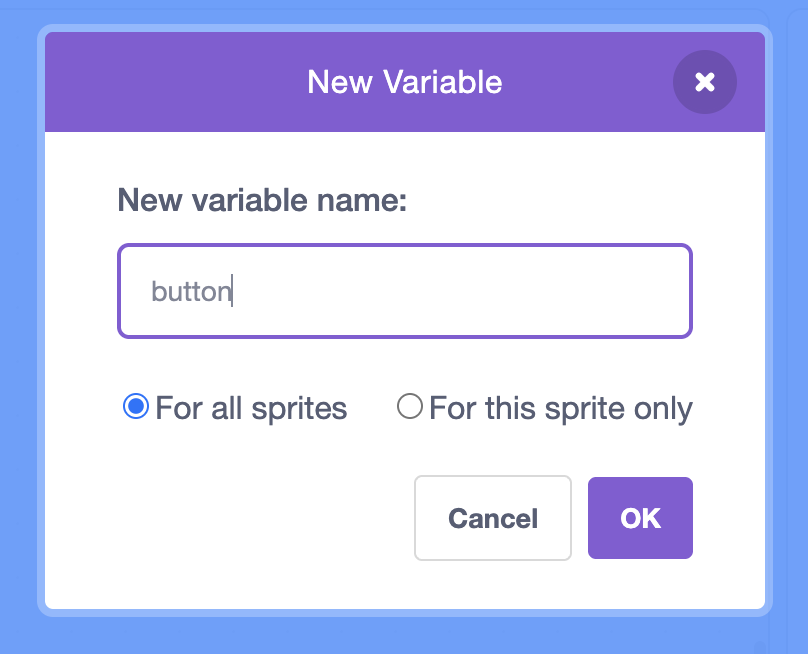 New Variable
New variable name:
button
For all sprites
For this sprite only
Cancel
OK